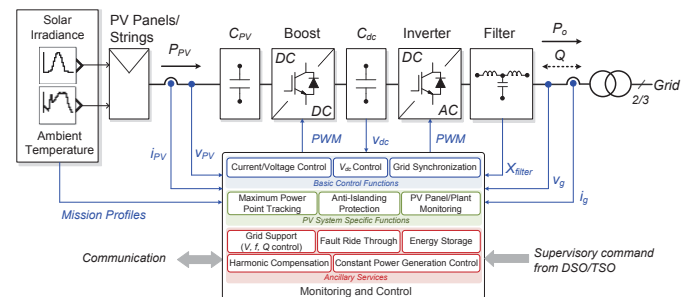 Solar
Irradiance
Ambient
Temperature
PV Panels/
Strings
P_PV
C_PV
Boost
DC
DC
C_dc
Inverter
DC
AC
Filter
P_o
Q
Grid
2/3
i_PV
v_PV
PWM
v_dc
PWM
X_filter
v_g
i_g
Mission Profiles
Current/Voltage Control
V_dc Control
Grid Synchronization
Basic Control Functions
Maximum Power
Point Tracking
Anti-Islanding
Protection
PV Panel/Plant
Monitoring
PV System Specific Functions
Grid Support
(V, f, Q control)
Fault Ride Through
Energy Storage
Harmonic Compensation
Constant Power Generation Control
Ancillary Services
Monitoring and Control
Communication
Supervisory command
from DSO/TSO